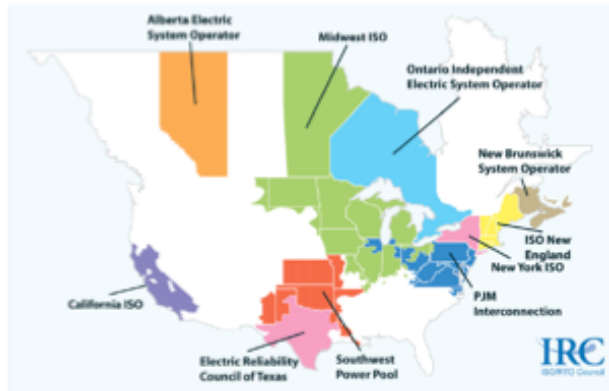 Alberta Electric
System Operator
Midwest ISO
Ontario Independent
Electric System Operator
New Brunswick
System Operator
ISO New
England
New York ISO
PJM
Interconnection
California ISO
Electric Reliability
Council of Texas
Southwest
Power Pool
IRC
ISO/RTO Council